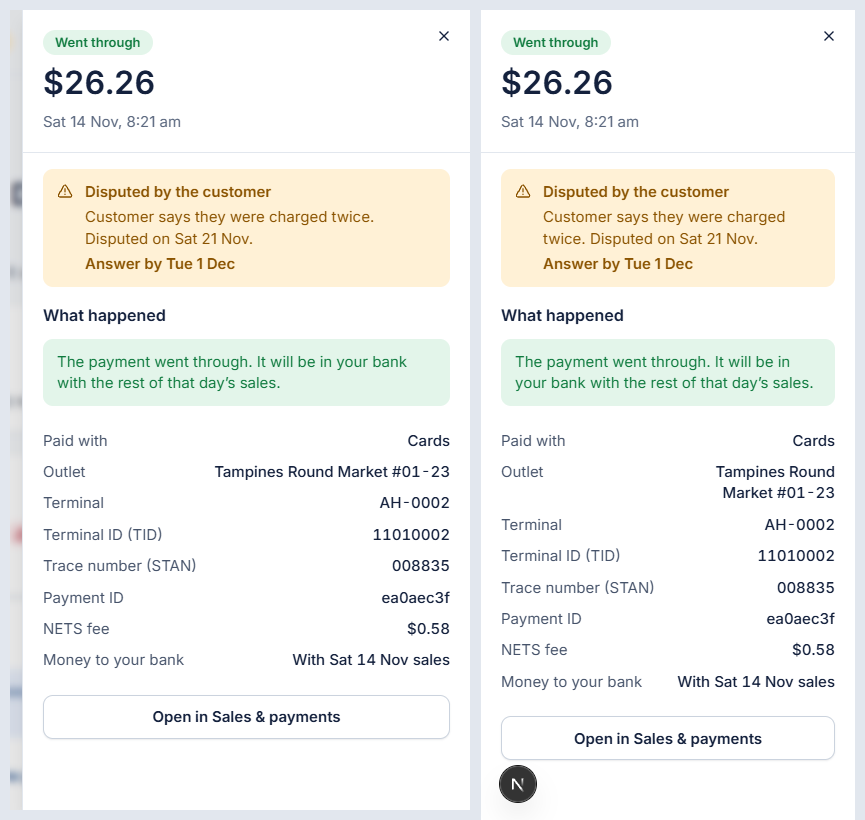 Went through
$26.26
Sat 14 Nov, 8:21 am
Disputed by the customer
Customer says they were charged twice.
Disputed on Sat 21 Nov.
Answer by Tue 1 Dec
What happened
The payment went through. It will be in your bank
with the rest of that day’s sales.
Paid with Cards
Outlet Tampines Round Market #01-23
Terminal AH-0002
Terminal ID (TID) 11010002
Trace number (STAN) 008835
Payment ID ea0aec3f
NETS fee $0.58
Money to your bank With Sat 14 Nov sales
Open in Sales & payments
Went through
$26.26
Sat 14 Nov, 8:21 am
Disputed by the customer
Customer says they were charged
twice. Disputed on Sat 21 Nov.
Answer by Tue 1 Dec
What happened
The payment went through. It will be in
your bank with the rest of that day’s sales.
Paid with Cards
Outlet Tampines Round
Market #01-23
Terminal AH-0002
Terminal ID (TID) 11010002
Trace number (STAN) 008835
Payment ID ea0aec3f
NETS fee $0.58
Money to your bank With Sat 14 Nov sales
Open in Sales & payments
N